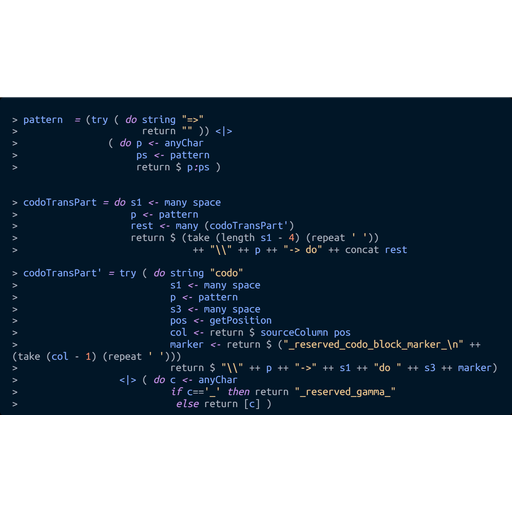 > pattern  = (try ( do string "=>"
>                     return "" )) <|>
>               ( do p <- anyChar
>                    ps <- pattern
>                    return $ p:ps )
> codoTransPart = do s1 <- many space
>                   p <- pattern
>                   rest <- many (codoTransPart')
>                   return $ (take (length s1 - 4) (repeat ' '))
>                             ++ "\\" ++ p ++ "-> do" ++ concat rest
> codoTransPart' = try ( do string "codo"
>                          s1 <- many space
>                          p <- pattern
>                          s3 <- many space
>                          pos <- getPosition
>                          col <- return $ sourceColumn pos
>                          marker <- return $ ("_reserved_codo_block_marker_\n" ++
(take (col - 1) (repeat ' ')))
>                          return $ "\\" ++ p ++ "->" ++ s1 ++ "do " ++ s3 ++ marker)
>                 <|> ( do c <- anyChar
>                          if c=='_' then return "_reserved_gamma_"
>                           else return [c] )